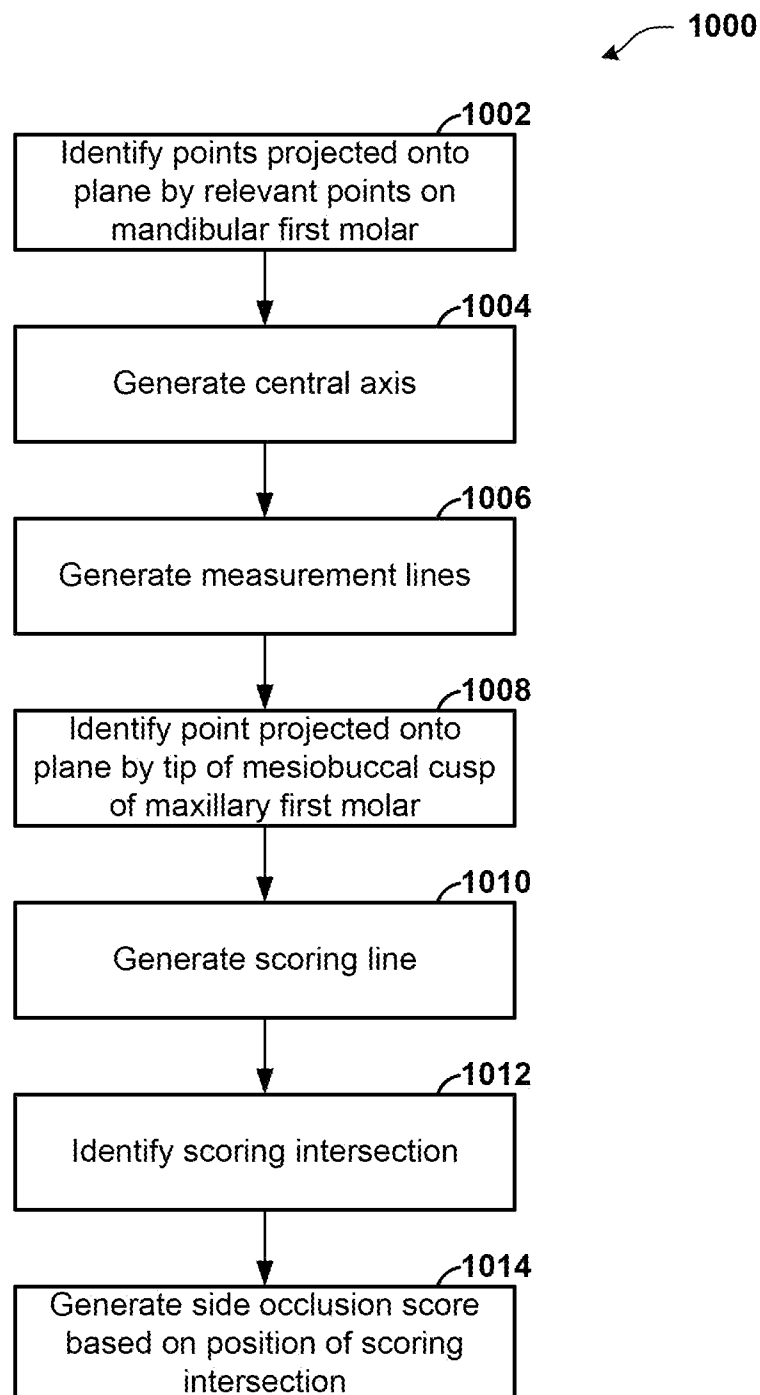 1000
1002
Identify points projected onto
plane by relevant points on
mandibular first molar
1004
Generate central axis
1006
Generate measurement lines
1008
Identify point projected onto
plane by tip of mesiobuccal cusp
of maxillary first molar
1010
Generate scoring line
1012
Identify scoring intersection
1014
Generate side occlusion score
based on position of scoring
intersection